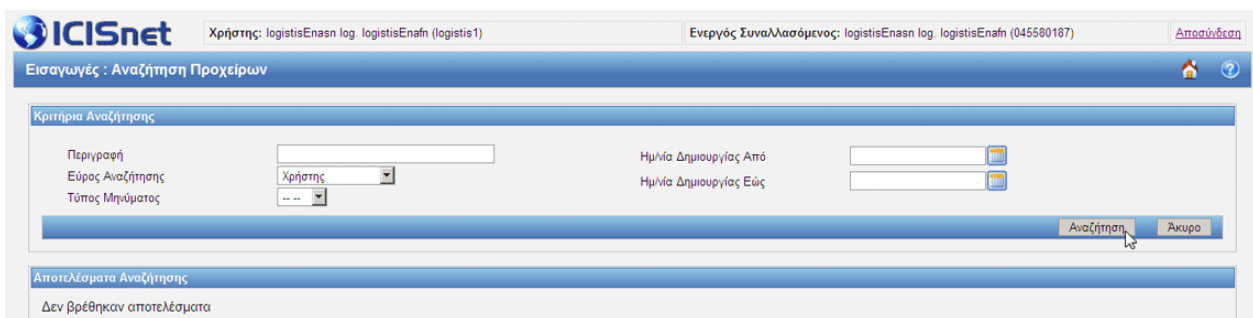 ICISnet Χρήστης: logistisEnasn log. logistisEnafn (logistis1) Ενεργός Συναλλασόμενος: logistisEnasn log. logistisEnafn (045580187) Αποσύνδεση
Εισαγωγές : Αναζήτηση Προχείρων
Κριτήρια Αναζήτησης
Περιγραφή Ημ/νία Δημιουργίας Από
Εύρος Αναζήτησης Χρήστης Ημ/νία Δημιουργίας Εώς
Τύπος Μηνύματος -- --
Αναζήτηση Άκυρο
Αποτελέσματα Αναζήτησης
Δεν βρέθηκαν αποτελέσματα